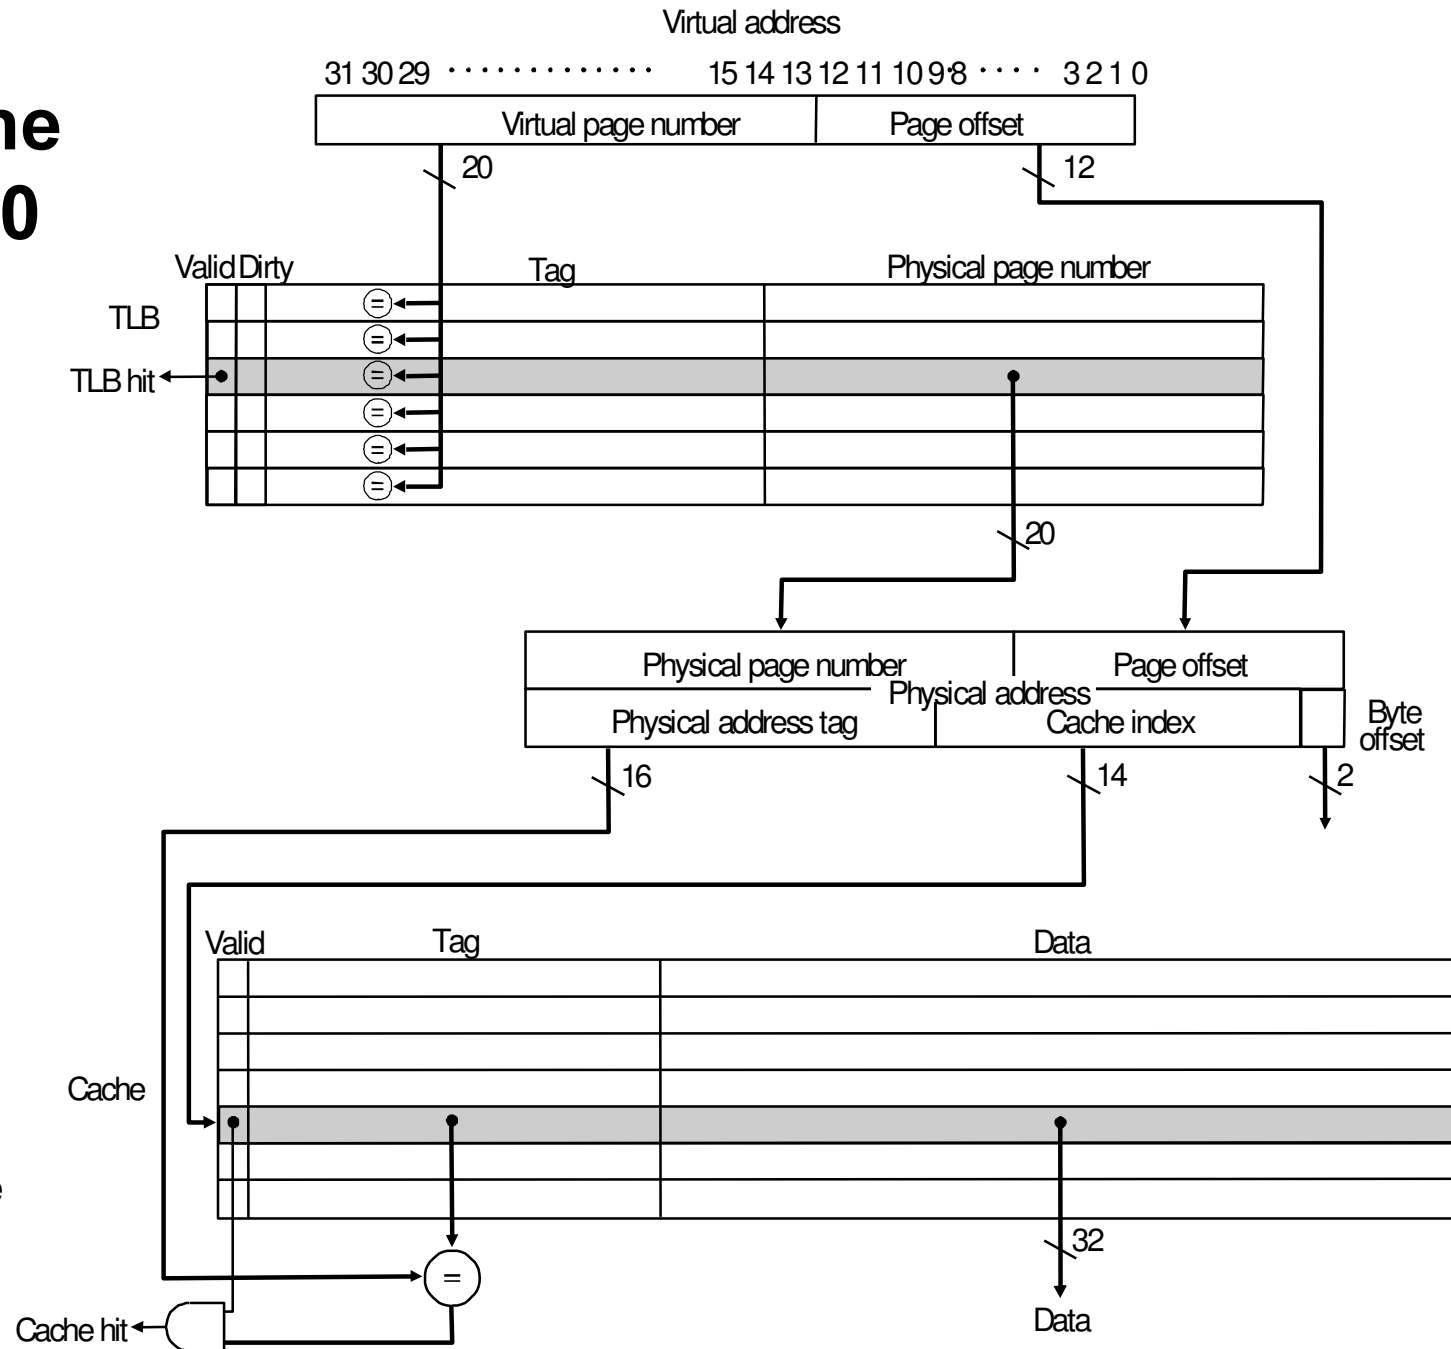 Virtual address
31 30 29 ············· 15 14 13 12 11 10 9 8 ···· 3 2 1 0
Virtual page number Page offset
20 12
Valid Dirty Tag Physical page number
TLB
=
=
TLB hit =
=
=
=
20
Physical page number Page offset
Physical address
Physical address tag Cache index Byte offset
16 14 2
Valid Tag Data
Cache
32
=
Cache hit Data